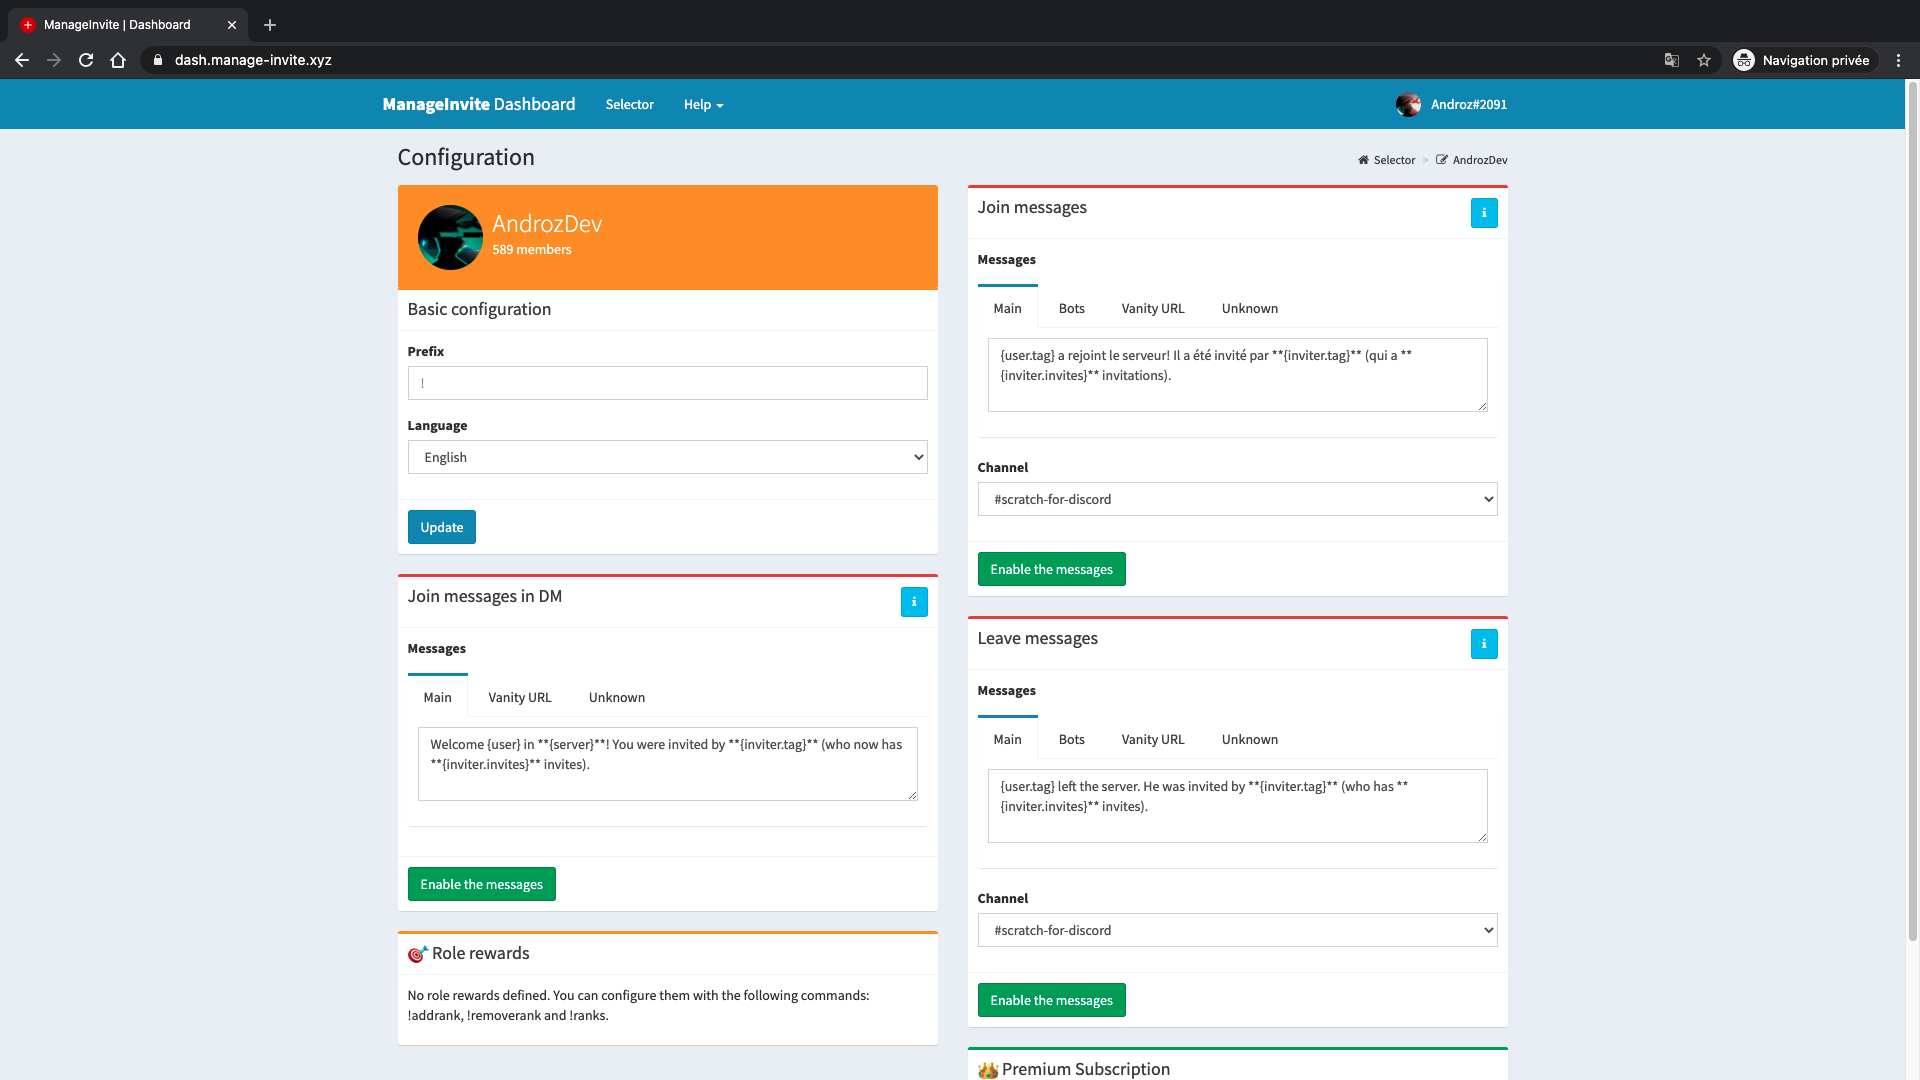 ManageInvite | Dashboard
dash.manage-invite.xyz
Navigation privée
ManageInvite Dashboard
Selector
Help
Androz#2091
Configuration
Selector > AndrozDev
AndrozDev
589 members
Basic configuration
Prefix
!
Language
English
Update
Join messages in DM
Messages
Main
Vanity URL
Unknown
Welcome {user} in **{server}**! You were invited by **{inviter.tag}** (who now has
**{inviter.invites}** invites).
Enable the messages
Role rewards
No role rewards defined. You can configure them with the following commands:
!addrank, !removerank and !ranks.
Join messages
Messages
Main
Bots
Vanity URL
Unknown
{user.tag} a rejoint le serveur! Il a été invité par **{inviter.tag}** (qui a **
{inviter.invites}** invitations).
Channel
#scratch-for-discord
Enable the messages
Leave messages
Messages
Main
Bots
Vanity URL
Unknown
{user.tag} left the server. He was invited by **{inviter.tag}** (who has **
{inviter.invites}** invites).
Channel
#scratch-for-discord
Enable the messages
Premium Subscription